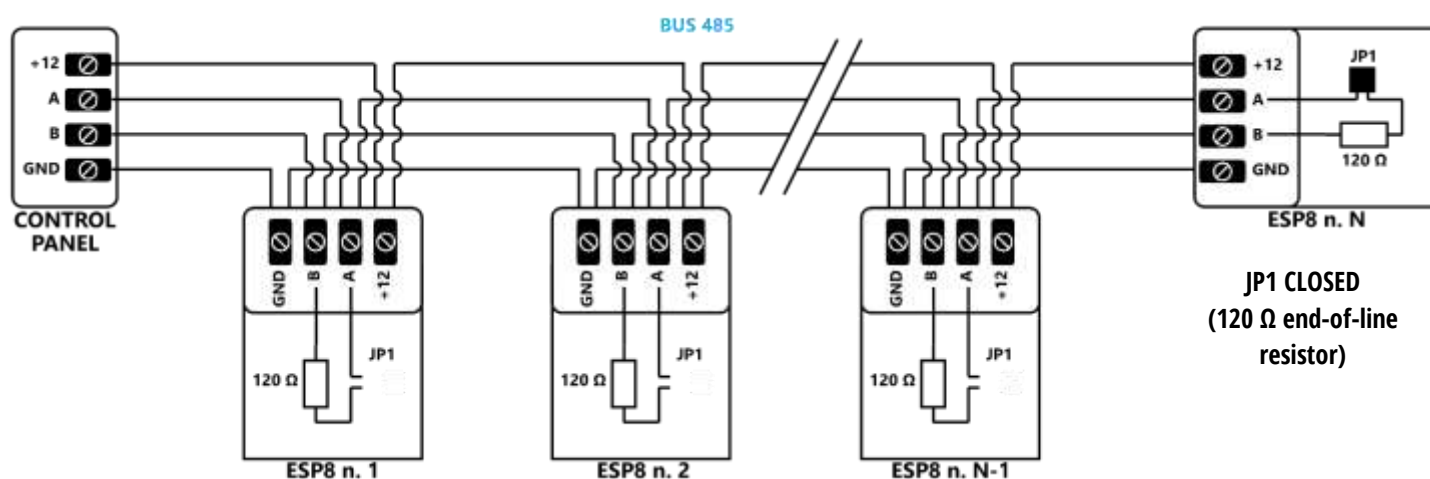 BUS 485
+12
A
B
GND
CONTROL
PANEL
GND
B
A
+12
120 Ω
JP1
ESP8 n. 1
GND
B
A
+12
120 Ω
JP1
ESP8 n. 2
GND
B
A
+12
120 Ω
JP1
ESP8 n. N-1
+12
A
B
GND
JP1
120 Ω
ESP8 n. N
JP1 CLOSED
(120 Ω end-of-line
resistor)